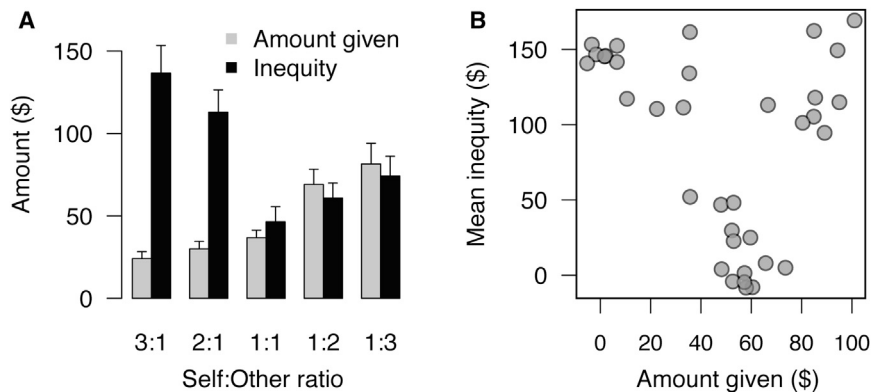 A
Amount ($)
150
100
50
0
Amount given
Inequity
3:1 2:1 1:1 1:2 1:3
Self:Other ratio
B
Mean inequity ($)
150
100
50
0
0 20 40 60 80 100
Amount given ($)